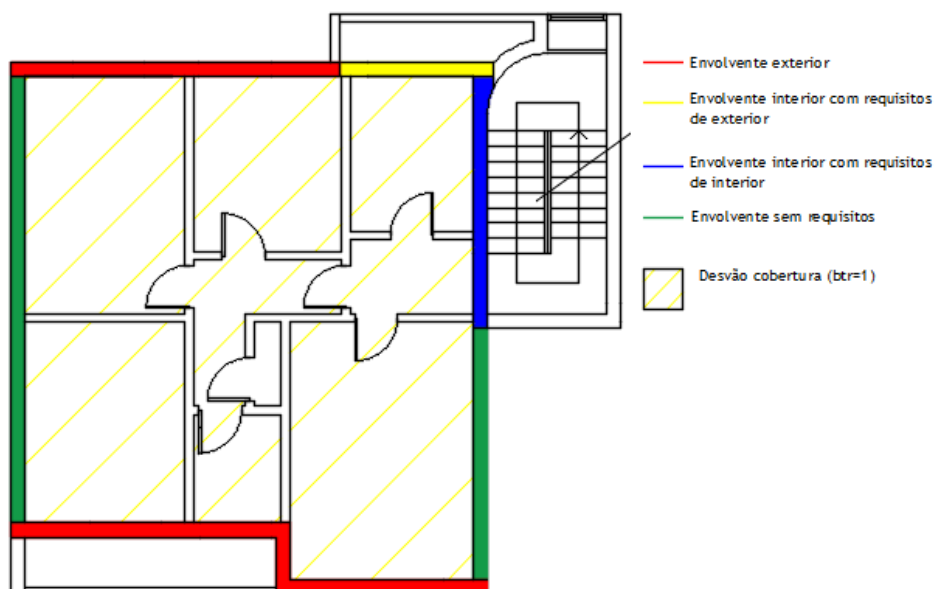 Envolvente exterior
Envolvente interior com requisitos
de exterior
Envolvente interior com requisitos
de interior
Envolvente sem requisitos
Desvão cobertura (btr=1)